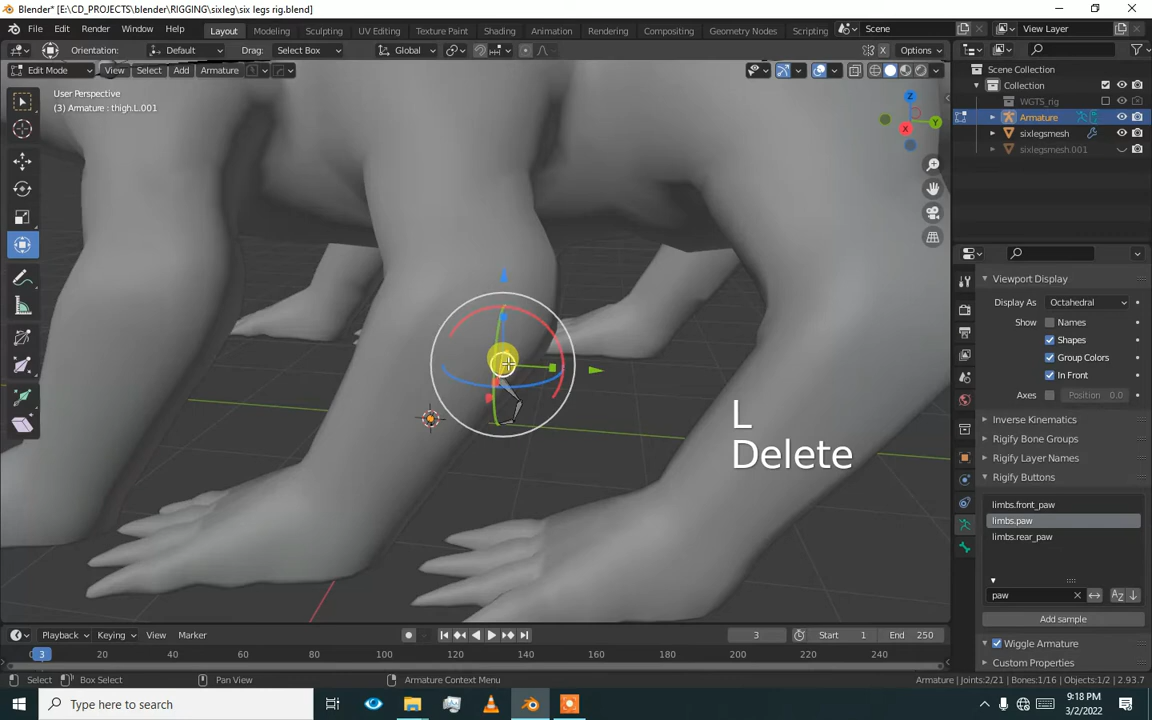 Blender* [E:\CD_PROJECTS\blender\RIGGING\sixleg\six legs rig.blend]
File Edit Render Window Help Layout Modeling Sculpting UV Editing Texture Paint Shading Animation Rendering Compositing Geometry Nodes Scripting Scene View Layer
Orientation: Default Drag: Select Box Global X Options
Edit Mode View Select Add Armature
User Perspective
(3) Armature : thigh.L.001
Z
Y
X
L
Delete
Scene Collection
Collection
WGTS_rig
Armature
sixlegsmesh
sixlegsmesh.001
Viewport Display
Display As Octahedral
Show Names
Shapes
Group Colors
In Front
Axes Position 0.0
Inverse Kinematics
Rigify Bone Groups
Rigify Layer Names
Rigify Buttons
limbs.front_paw
limbs.paw
limbs.rear_paw
paw
Add sample
Wiggle Armature
Custom Properties
Playback Keying View Marker 3 Start 1 End 250
3 20 40 60 80 100 120 140 160 180 200 220 240
Select Box Select Pan View Armature Context Menu Armature | Joints:2/21 | Bones:1/16 | Objects:1/2 | 2.93.7
Type here to search
9:18 PM
3/2/2022